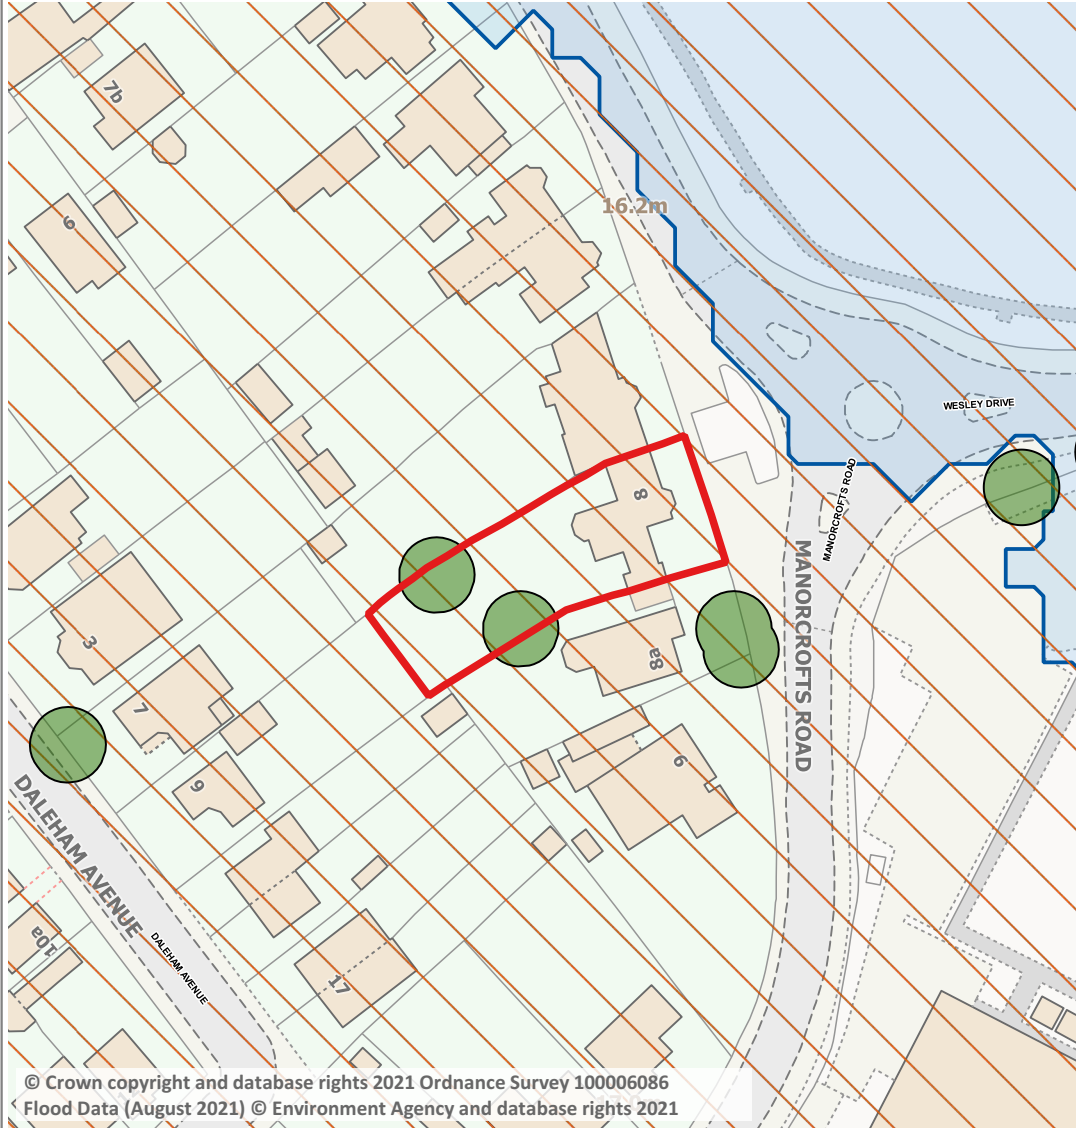 7b
6
16.2m
WESLEY DRIVE
MANORCROFTS ROAD
8
MANORCROFTS ROAD
3
8a
7
6
9
DALEHAM AVENUE
10a
DALEHAM AVENUE
17
© Crown copyright and database rights 2021 Ordnance Survey 100006086
Flood Data (August 2021) © Environment Agency and database rights 2021